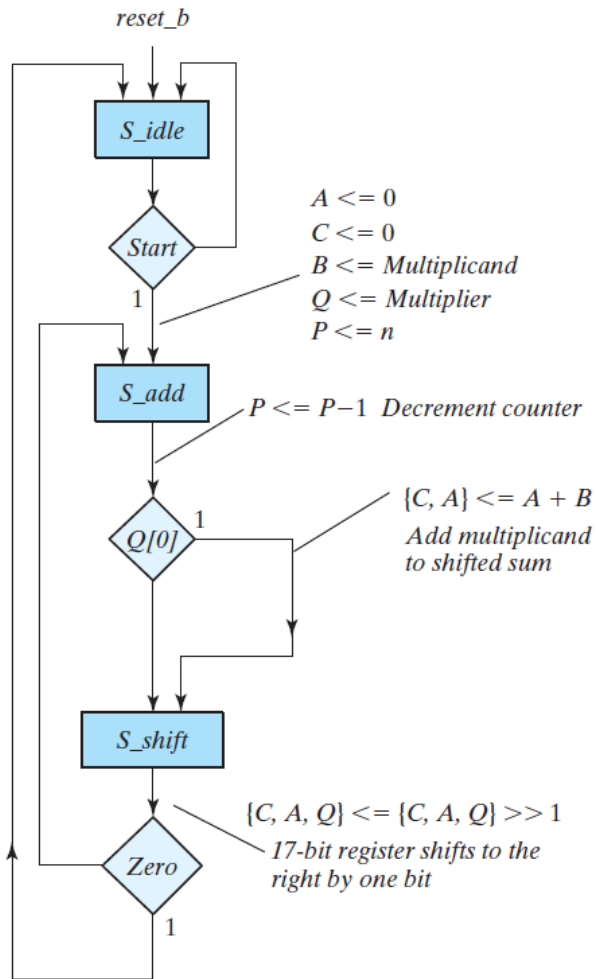 reset_b
S_idle
Start
1
A <= 0
C <= 0
B <= Multiplicand
Q <= Multiplier
P <= n
S_add
P <= P−1 Decrement counter
Q[0]
1
{C, A} <= A + B
Add multiplicand
to shifted sum
S_shift
{C, A, Q} <= {C, A, Q} >> 1
17-bit register shifts to the
right by one bit
Zero
1